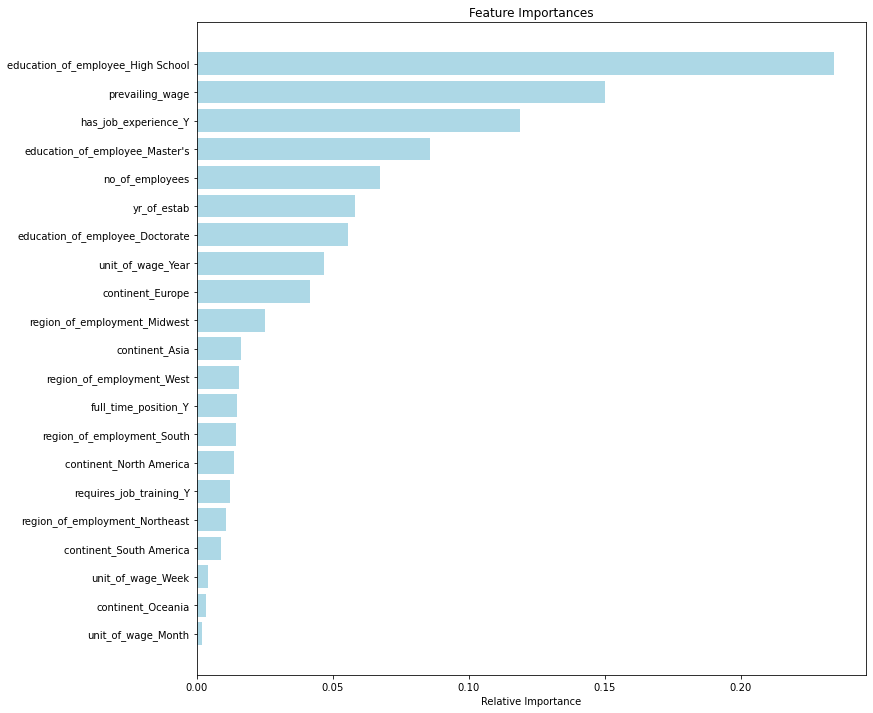 Feature Importances
education_of_employee_High School
prevailing_wage
has_job_experience_Y
education_of_employee_Master's
no_of_employees
yr_of_estab
education_of_employee_Doctorate
unit_of_wage_Year
continent_Europe
region_of_employment_Midwest
continent_Asia
region_of_employment_West
full_time_position_Y
region_of_employment_South
continent_North America
requires_job_training_Y
region_of_employment_Northeast
continent_South America
unit_of_wage_Week
continent_Oceania
unit_of_wage_Month
0.00 0.05 0.10 0.15 0.20
Relative Importance